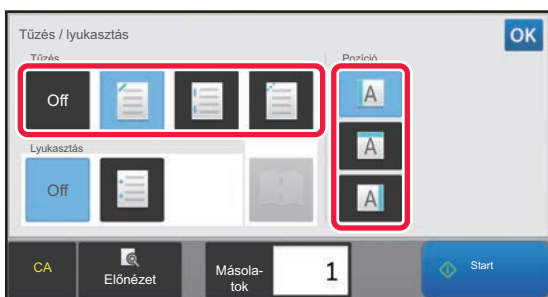 Tűzés / lyukasztás
OK
Tűzés
Pozíció
Off
A
A
A
Lyukasztás
Off
CA
Előnézet
Másola-
tok
1
Start